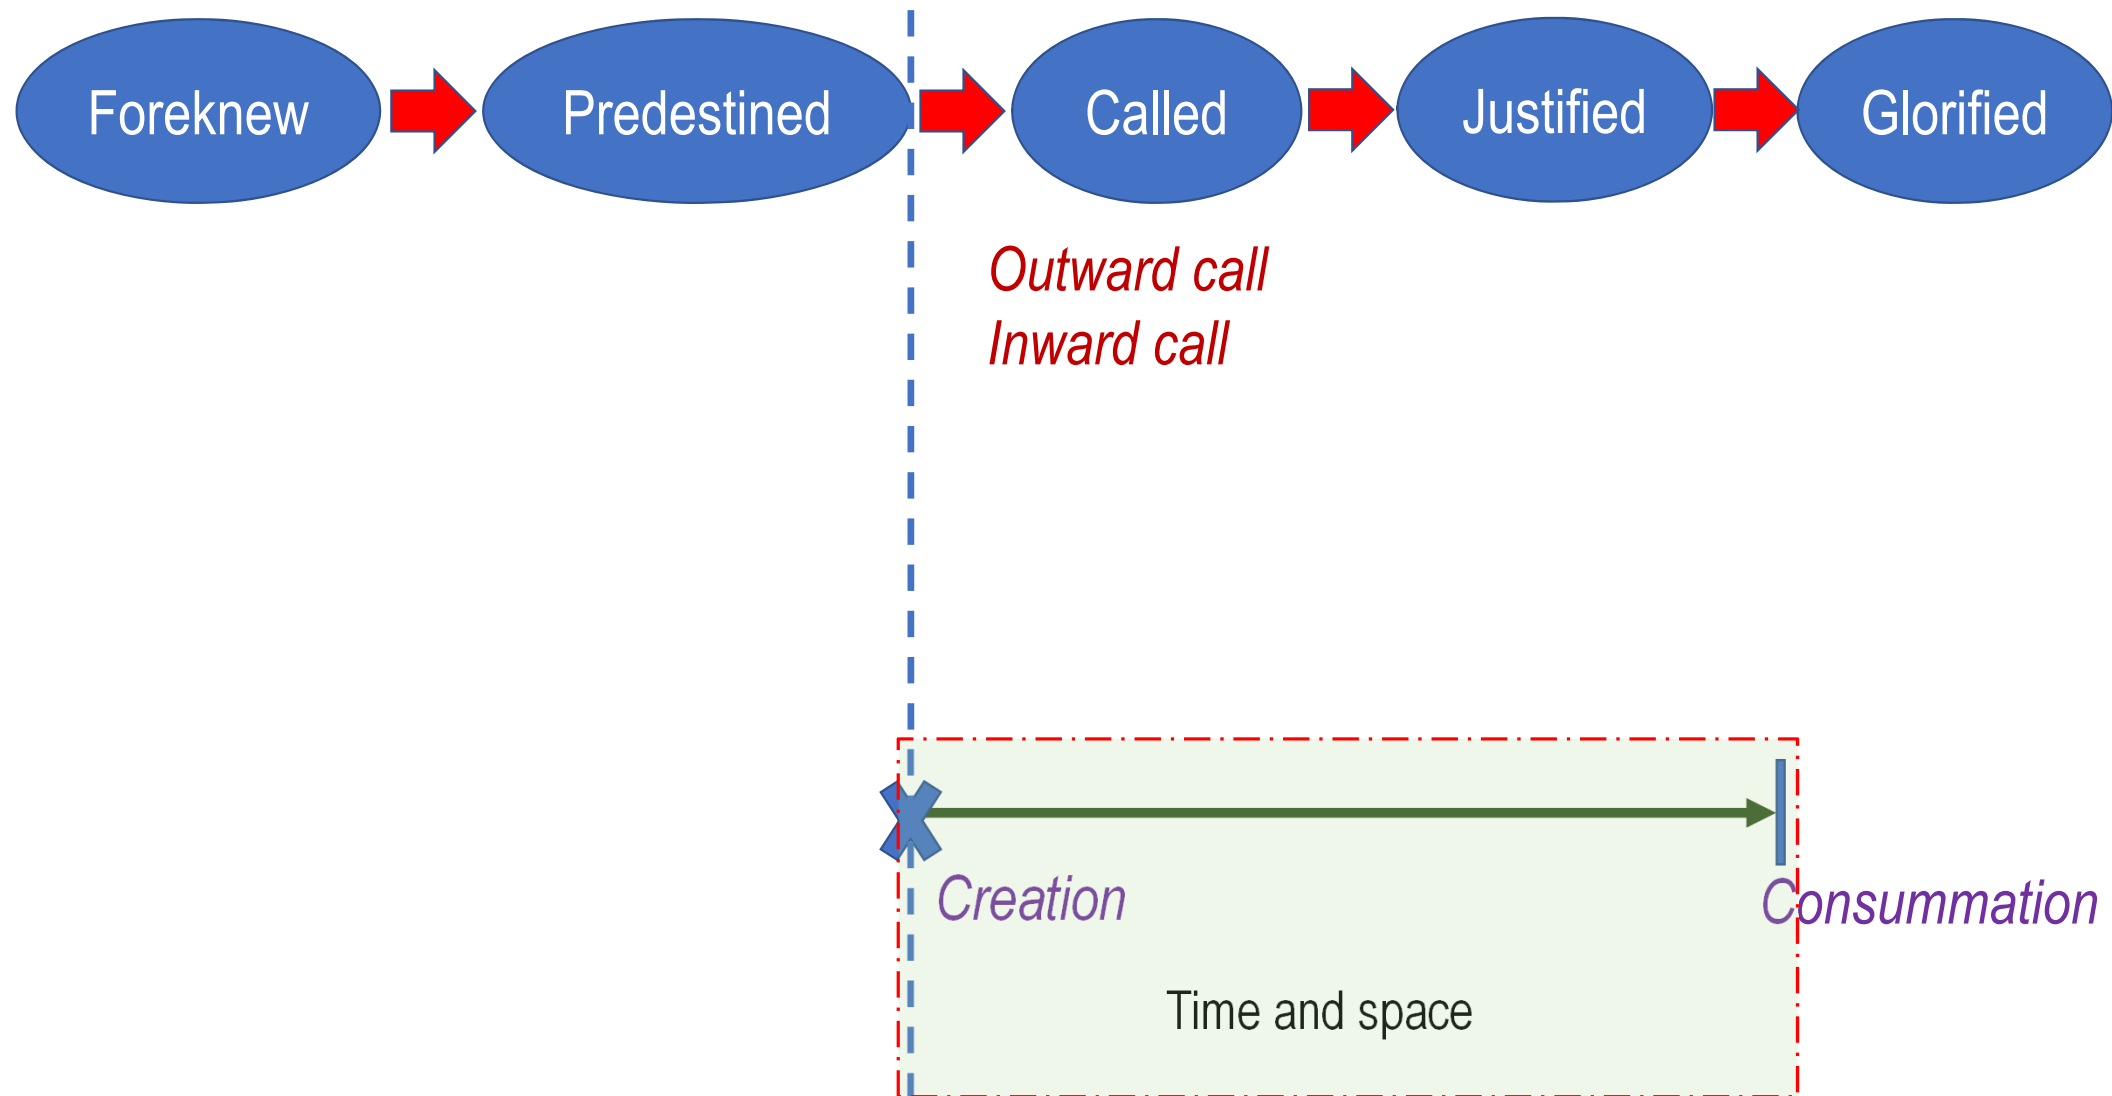 Foreknew
Predestined
Called
Justified
Glorified
Outward call
Inward call
Creation
Consummation
Time and space